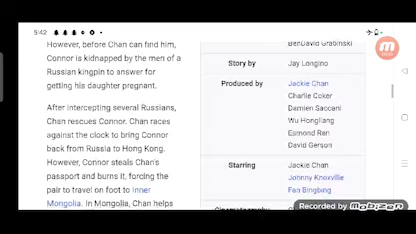 5:42
However, before Chan can find him,
Connor is kidnapped by the men of a
Russian kingpin to answer for
getting his daughter pregnant.
After intercepting several Russians,
Chan rescues Connor. Chan races
against the clock to bring Connor
back from Russia to Hong Kong.
However, Connor steals Chan's
passport and burns it, forcing the
pair to travel on foot to Inner
Mongolia. In Mongolia, Chan helps
BenDavid Grabinski
Story by Jay Longino
Produced by Jackie Chan
Charlie Coker
Damien Saccani
Wu Hongliang
Esmond Ren
David Gerson
Starring Jackie Chan
Johnny Knoxville
Fan Bingbing
Recorded by Mobizen